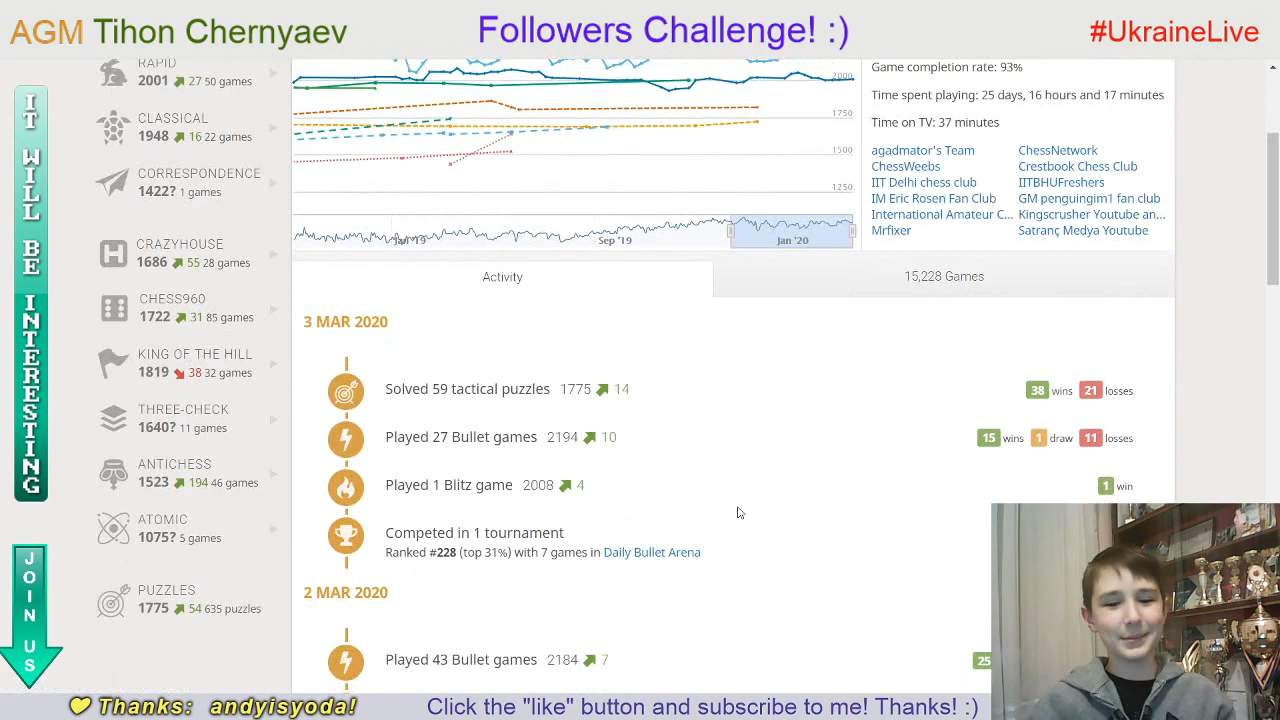 AGM Tihon Chernyaev
Followers Challenge! :)
#UkraineLive
IT WILL BE INTERESTING
JOIN US
RAPID
2001 27 50 games
CLASSICAL
1948 16 22 games
CORRESPONDENCE
1422? 1 games
CRAZYHOUSE
1686 55 28 games
CHESS960
1722 31 85 games
KING OF THE HILL
1819 38 32 games
THREE-CHECK
1640? 11 games
ANTICHESS
1523 194 46 games
ATOMIC
1075? 5 games
PUZZLES
1775 54 635 puzzles
2000
1750
1500
1250
Jan '19 Sep '19 Jan '20
Game completion rate: 93%
Time spent playing: 25 days, 16 hours and 17 minutes
Time on TV: 37 minutes
agadmator's Team ChessNetwork
ChessWeebs Crestbook Chess Club
IIT Delhi chess club IITBHUFreshers
IM Eric Rosen Fan Club GM penguingim1 fan club
International Amateur C... Kingscrusher Youtube an...
Mrfixer Satranç Medya Youtube
Activity 15,228 Games
3 MAR 2020
Solved 59 tactical puzzles 1775 14 38 wins 21 losses
Played 27 Bullet games 2194 10 15 wins 1 draw 11 losses
Played 1 Blitz game 2008 4 1 win
Competed in 1 tournament
Ranked #228 (top 31%) with 7 games in Daily Bullet Arena
2 MAR 2020
Played 43 Bullet games 2184 7 25
Thanks: andyisyoda!
Click the "like" button and subscribe to me! Thanks! :)